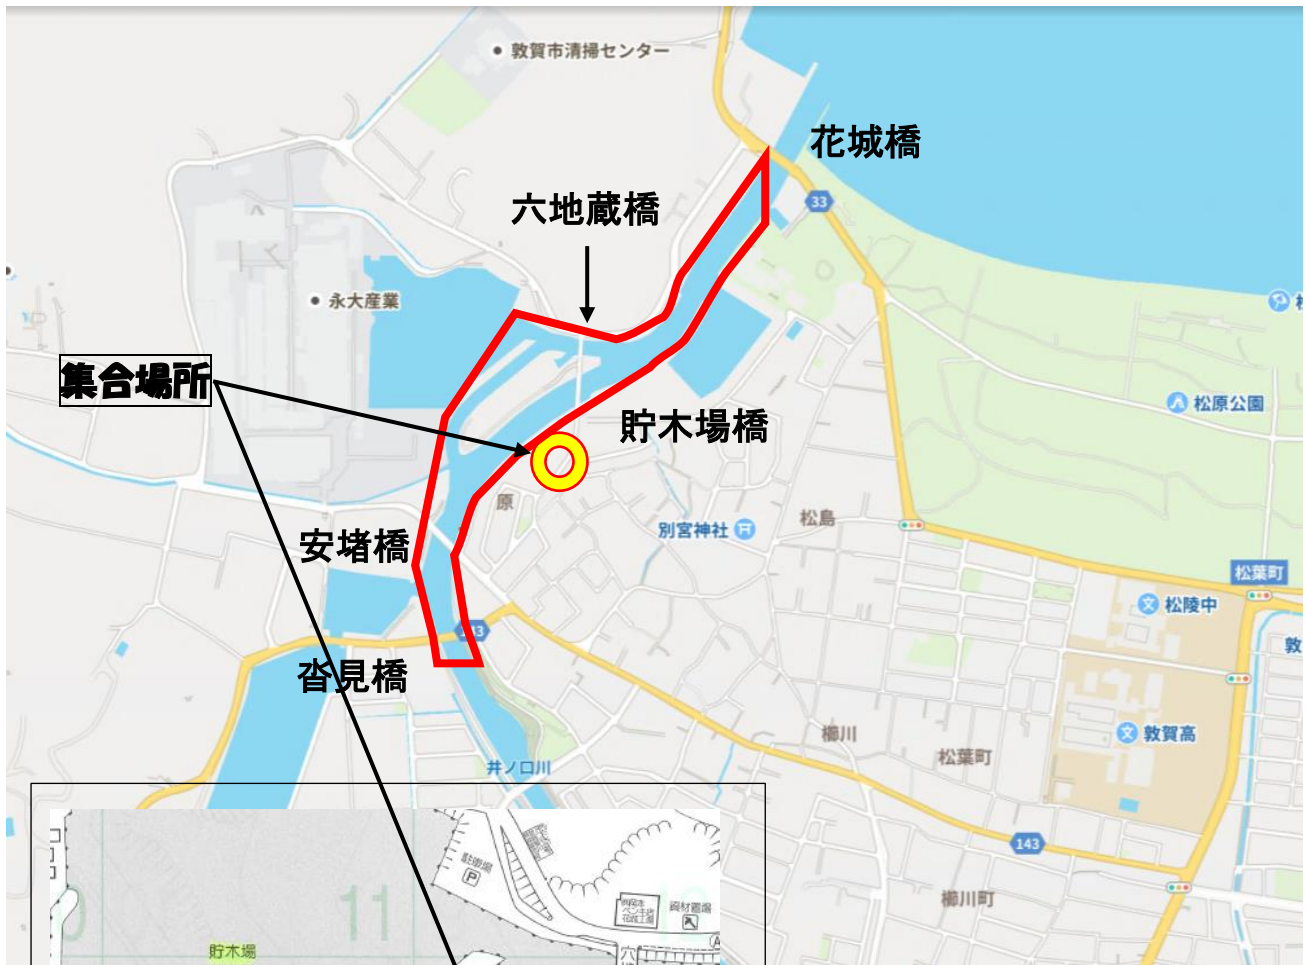 敦賀市清掃センター
花城橋
六地蔵橋
33
永大産業
集合場所
松原公園
貯木場橋
原
別宮神社
松島
安堵橋
松葉町
松陵中
143
沓見橋
敦
櫛川
敦賀高
松葉町
井ノ口川
143
駐車場
P
櫛川町
資材置場
11
貯木場